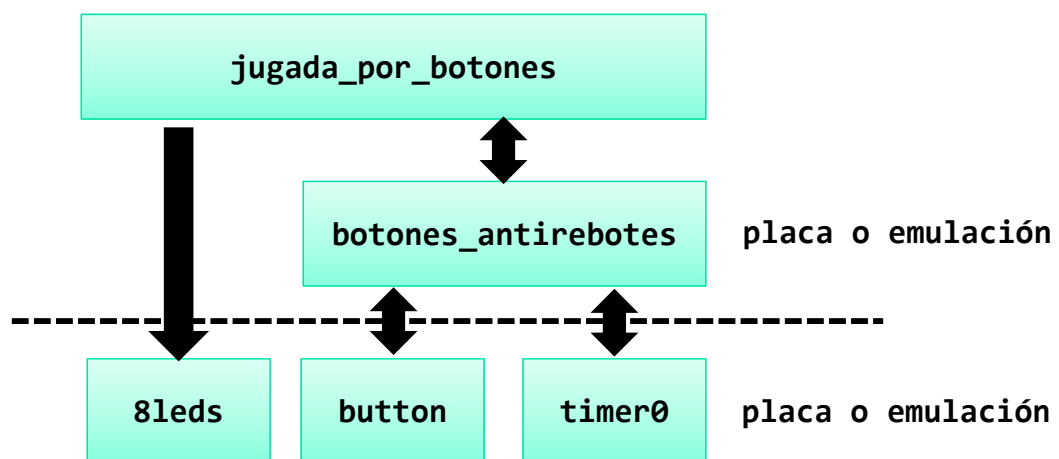 jugada_por_botones
botones_antirebotes
placa o emulación
8leds
button
timer0
placa o emulación